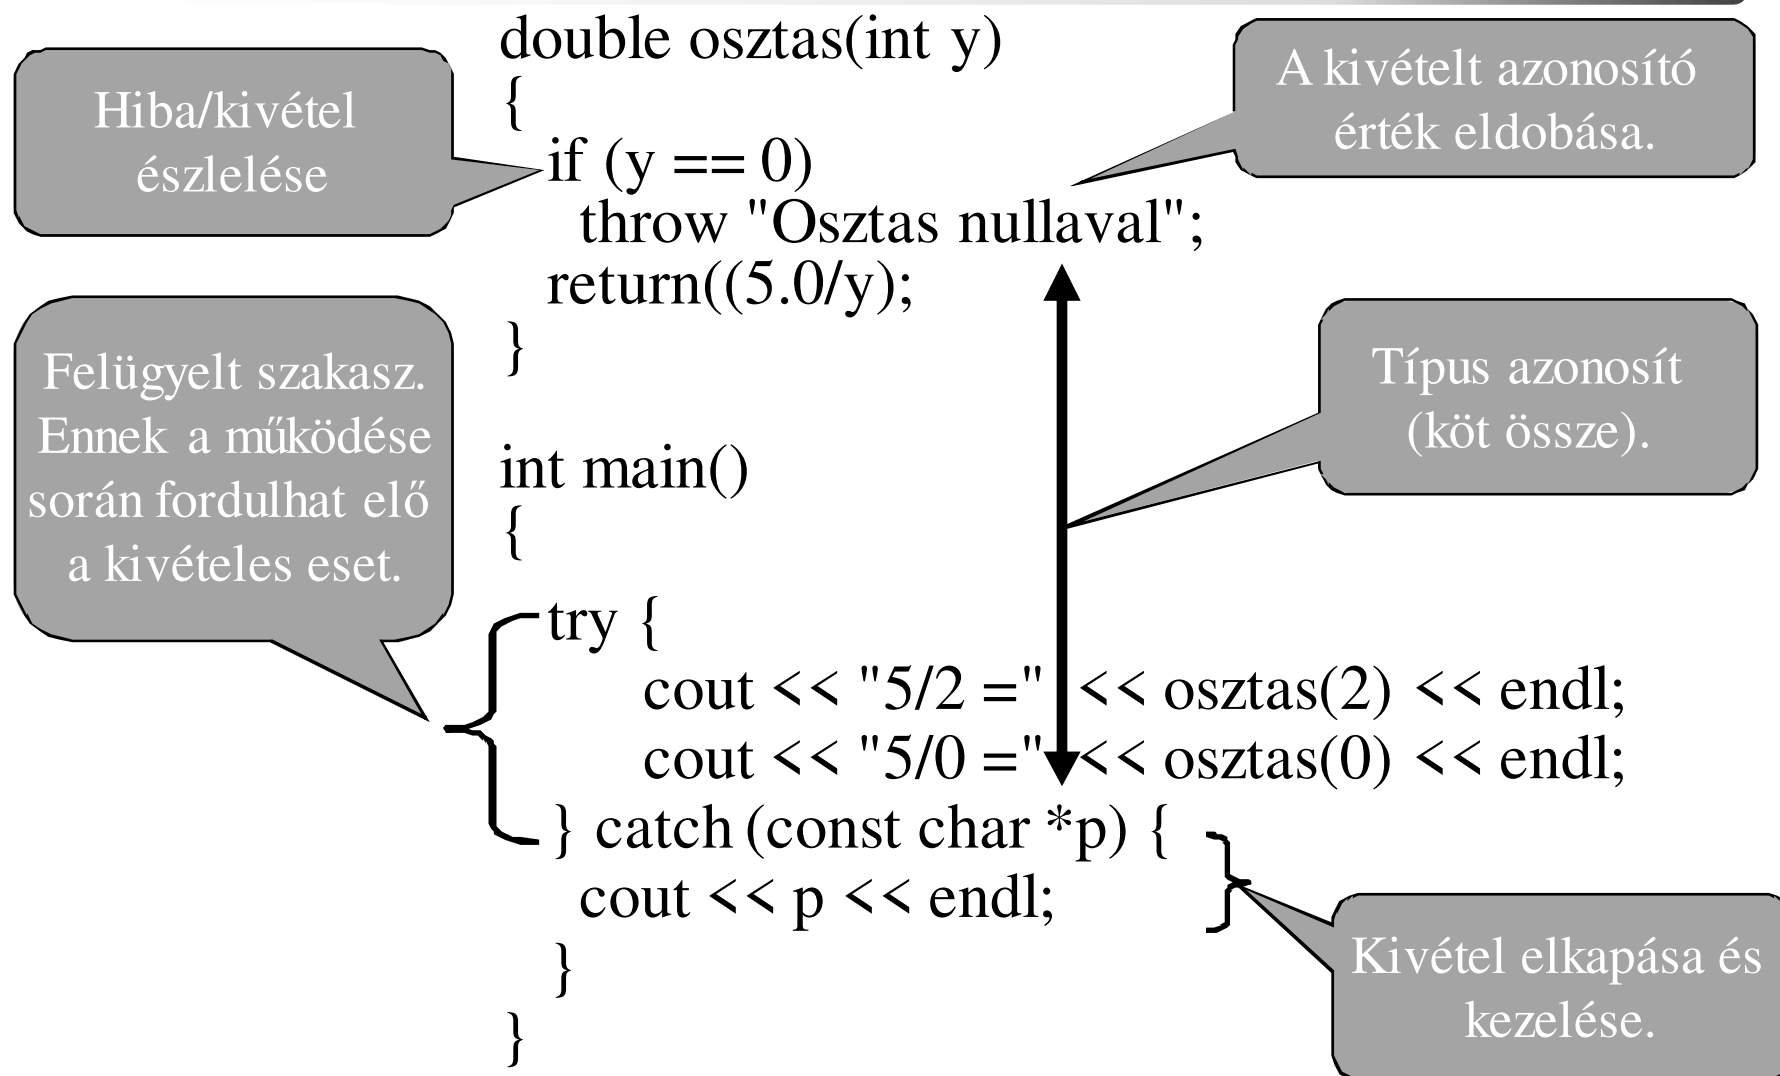 double osztas(int y)
{
if (y == 0)
throw "Osztas nullaval";
return((5.0/y);
}
int main()
{
try {
cout << "5/2 =" << osztas(2) << endl;
cout << "5/0 =" << osztas(0) << endl;
} catch (const char *p) {
cout << p << endl;
}
}
Hiba/kivétel
észlelése
A kivételt azonosító
érték eldobása.
Felügyelt szakasz.
Ennek a működése
során fordulhat elő
a kivételes eset.
Típus azonosít
(köt össze).
Kivétel elkapása és
kezelése.